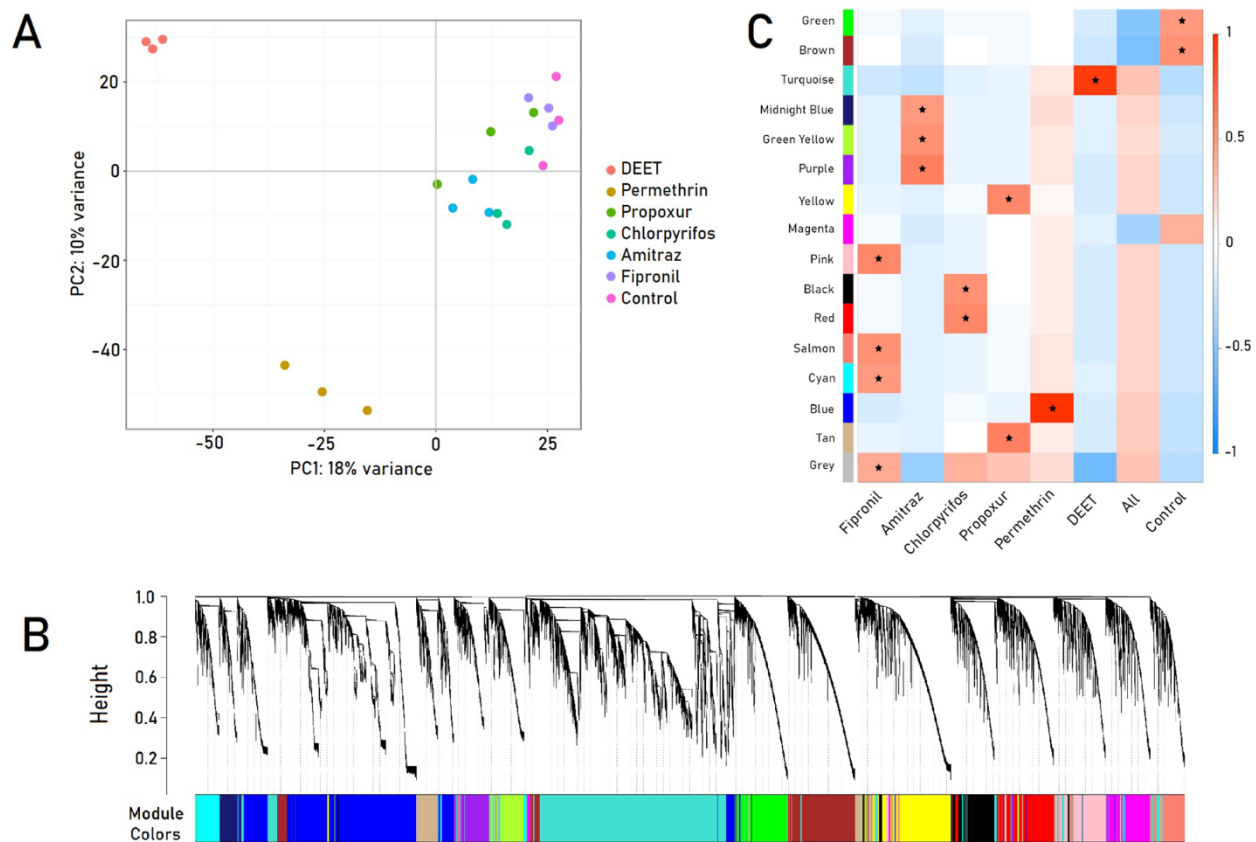 A
20
0
-20
-40
-50
-25
0
25
PC2: 10% variance
PC1: 18% variance
DEET
Permethrin
Propoxur
Chlorpyrifos
Amitraz
Fipronil
Control
C
Green
Brown
Turquoise
Midnight Blue
Green Yellow
Purple
Yellow
Magenta
Pink
Black
Red
Salmon
Cyan
Blue
Tan
Grey
Fipronil
Amitraz
Chlorpyrifos
Propoxur
Permethrin
DEET
All
Control
1
0.5
0
-0.5
-1
B
Height
1.0
0.8
0.6
0.4
0.2
Module
Colors